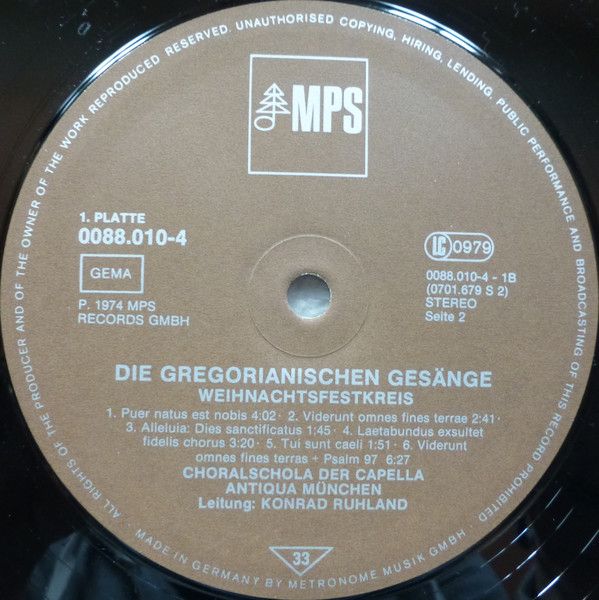 ALL RIGHTS OF THE PRODUCER AND OF THE OWNER OF THE WORK REPRODUCED RESERVED. UNAUTHORISED COPYING, HIRING, LENDING, PUBLIC PERFORMANCE AND BROADCASTING OF THIS RECORD PROHIBITED
MPS
1. PLATTE
0088.010-4
GEMA
P. 1974 MPS
RECORDS GMBH
LC 0979
0088.010-4 - 1B
(0701.679 S 2)
STEREO
Seite 2
DIE GREGORIANISCHEN GESÄNGE
WEIHNACHTSFESTKREIS
1. Puer natus est nobis 4:02 · 2. Viderunt omnes fines terrae 2:41 ·
3. Alleluia: Dies sanctificatus 1:45 · 4. Laetabundus exsultet
fidelis chorus 3:20 · 5. Tui sunt caeli 1:51 · 6. Viderunt
omnes fines terrae + Psalm 97 6:27
CHORALSCHOLA DER CAPELLA
ANTIQUA MÜNCHEN
Leitung: KONRAD RUHLAND
33
· MADE IN GERMANY BY METRONOME MUSIK GMBH ·